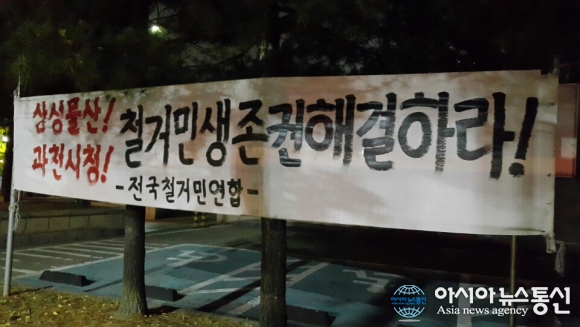 삼성물산!
과천시청!
철거민생존권해결하라!
-전국철거민연합-
아시아뉴스통신
Asia news agency